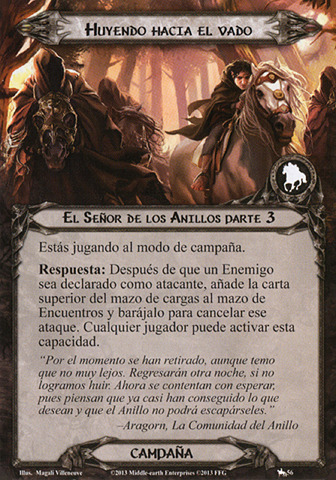 Huyendo hacia el vado
El Señor de los Anillos parte 3
Estás jugando al modo de campaña.
Respuesta: Después de que un Enemigo
sea declarado como atacante, añade la carta
superior del mazo de cargas al mazo de
Encuentros y barájalo para cancelar ese
ataque. Cualquier jugador puede activar esta
capacidad.
“Por el momento se han retirado, aunque temo
que no muy lejos. Regresarán otra noche, si no
logramos huir. Ahora se contentan con esperar,
pues piensan que ya casi han conseguido lo que
desean y que el Anillo no podrá escapárseles.”
–Aragorn, La Comunidad del Anillo
Campaña
Illus. Magali Villeneuve ©2013 Middle-earth Enterprises ©2013 FFG 56